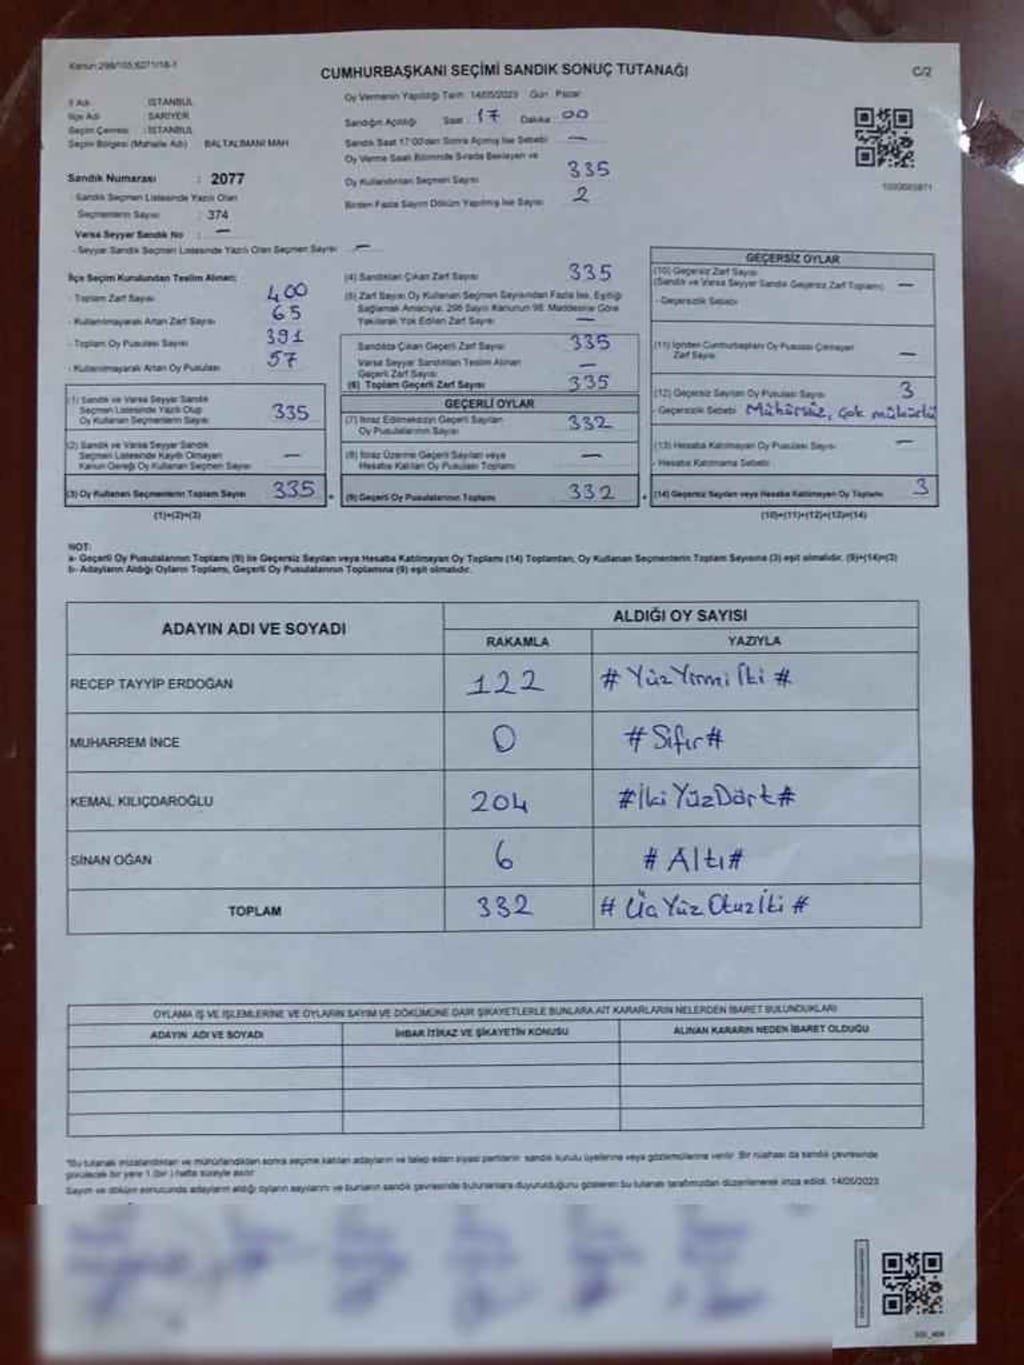 Kanun 298/105,6271/18-1
CUMHURBAŞKANI SEÇİMİ SANDIK SONUÇ TUTANAĞI
C/2
Oy Vermenin Yapıldığı Tarih: 14/05/2023 Gün: Pazar
İl Adı : İSTANBUL
İlçe Adı : SARIYER
Seçim Çevresi : İSTANBUL
Seçim Bölgesi (Mahalle Adı) BALTALİMANI MAH
Sandığın Açıldığı Saat 17 Dakika 00
Sandık Saat 17:00'den Sonra Açılmış İse Sebebi —
Oy Verme Saati Bitiminde Sırada Bekleyen ve
Oy Kullandırılan Seçmen Sayısı 335
Birden Fazla Sayım Döküm Yapılmış İse Sayısı 2
Sandık Numarası : 2077
- Sandık Seçmen Listesinde Yazılı Olan
Seçmenlerin Sayısı : 374
Varsa Seyyar Sandık No : —
- Seyyar Sandık Seçmen Listesinde Yazılı Olan Seçmen Sayısı —
İlçe Seçim Kurulundan Teslim Alınan:
- Toplam Zarf Sayısı 400
- Kullanılmayarak Artan Zarf Sayısı 65
- Toplam Oy Pusulası Sayısı 391
- Kullanılmayarak Artan Oy Pusulası 57
(1) Sandık ve Varsa Seyyar Sandık
Seçmen Listesinde Yazılı Olup
Oy Kullanan Seçmenlerin Sayısı 335
(2) Sandık ve Varsa Seyyar Sandık
Seçmen Listesinde Kayıtlı Olmayan
Kanun Gereği Oy Kullanan Seçmen Sayısı —
(3) Oy Kullanan Seçmenlerin Toplam Sayısı 335
(1)+(2)=(3)
(4) Sandıktan Çıkan Zarf Sayısı 335
(5) Zarf Sayısı Oy Kullanan Seçmen Sayısından Fazla İse, Eşitliği
Sağlamak Amacıyla, 298 Sayılı Kanunun 98. Maddesine Göre
Yakılarak Yok Edilen Zarf Sayısı —
Sandıkta Çıkan Geçerli Zarf Sayısı 335
Varsa Seyyar Sandıktan Teslim Alınan
Geçerli Zarf Sayısı —
(6) Toplam Geçerli Zarf Sayısı 335
GEÇERLİ OYLAR
(7) İtiraz Edilmeksizin Geçerli Sayılan
Oy Pusulalarının Sayısı 332
(8) İtiraz Üzerine Geçerli Sayılan veya
Hesaba Katılan Oy Pusulası Toplamı —
(9) Geçerli Oy Pusulalarının Toplamı 332
GEÇERSİZ OYLAR
(10) Geçersiz Zarf Sayısı
(Sandık ve Varsa Seyyar Sandık Geçersiz Zarf Toplamı) —
- Geçersizlik Sebebi
(11) İçinden Cumhurbaşkanı Oy Pusulası Çıkmayan
Zarf Sayısı —
(12) Geçersiz Sayılan Oy Pusulası Sayısı 3
- Geçersizlik Sebebi Mühürsüz, Çok mühürlü
(13) Hesaba Katılmayan Oy Pusulası Sayısı —
- Hesaba Katılmama Sebebi
(14) Geçersiz Sayılan veya Hesaba Katılmayan Oy Toplamı 3
(10)+(11)+(12)+(13)=(14)
NOT:
a- Geçerli Oy Pusulalarının Toplamı (9) ile Geçersiz Sayılan veya Hesaba Katılmayan Oy Toplamı (14) Toplamları, Oy Kullanan Seçmenlerin Toplam Sayısına (3) eşit olmalıdır. (9)+(14)=(3)
b- Adayların Aldığı Oyların Toplamı, Geçerli Oy Pusulalarının Toplamına (9) eşit olmalıdır.
ADAYIN ADI VE SOYADI
ALDIĞI OY SAYISI
RAKAMLA YAZIYLA
RECEP TAYYİP ERDOĞAN 122 # Yüz Yirmi İki #
MUHARREM İNCE 0 # Sıfır #
KEMAL KILIÇDAROĞLU 204 # İki Yüz Dört #
SİNAN OĞAN 6 # Altı #
TOPLAM 332 # Üç Yüz Otuz İki #
OYLAMA İŞ VE İŞLEMLERİNE VE OYLARIN SAYIM VE DÖKÜMÜNE DAİR ŞİKAYETLERLE BUNLARA AİT KARARLARIN NELERDEN İBARET BULUNDUKLARI
ADAYIN ADI VE SOYADI İHBAR İTİRAZ VE ŞİKAYETİN KONUSU ALINAN KARARIN NEDEN İBARET OLDUĞU
*Bu tutanak imzalandıktan ve mühürlendikten sonra seçime katılan adayların ve talep eden siyasi partilerin sandık kurulu üyelerine veya gözlemcilerine verilir. Bir nüshası da sandık çevresinde
görülecek bir yere 1 (bir) hafta süreyle asılır.
Sayım ve döküm sonucunda adayların aldığı oyların sayılarını ve bunların sandık çevresinde bulunanlara duyurulduğunu gösteren bu tutanak tarafımızdan düzenlenerek imza edildi. 14/05/2023